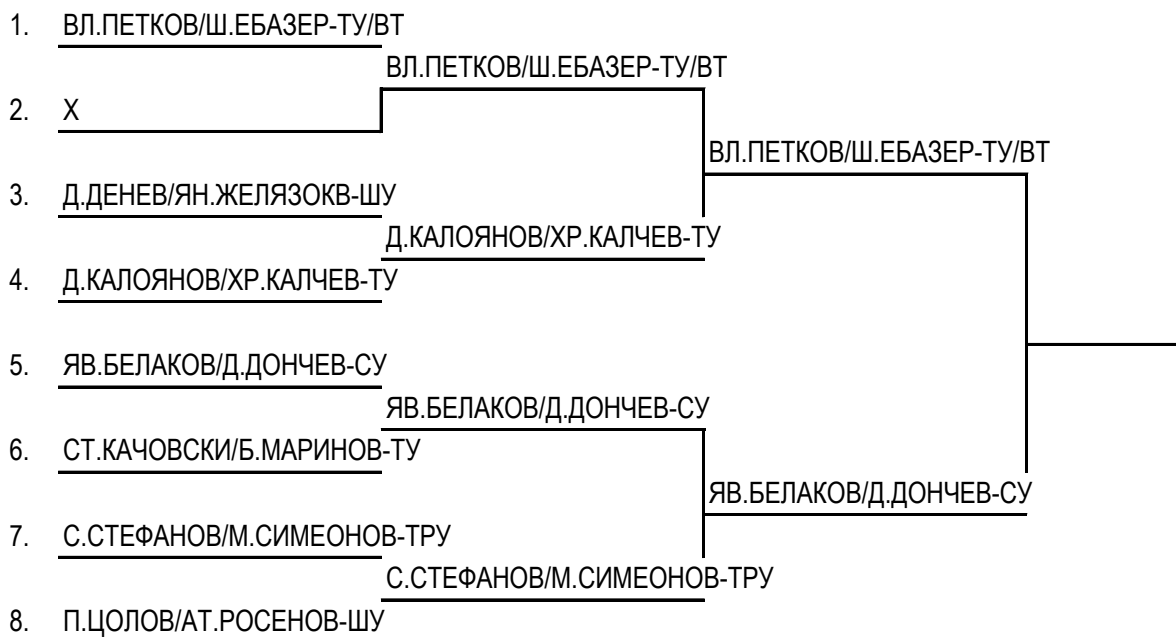 1. ВЛ.ПЕТКОВ/Ш.ЕБАЗЕР-ТУ/ВТ
ВЛ.ПЕТКОВ/Ш.ЕБАЗЕР-ТУ/ВТ
2. X
ВЛ.ПЕТКОВ/Ш.ЕБАЗЕР-ТУ/ВТ
3. Д.ДЕНЕВ/ЯН.ЖЕЛЯЗОКВ-ШУ
Д.КАЛОЯНОВ/ХР.КАЛЧЕВ-ТУ
4. Д.КАЛОЯНОВ/ХР.КАЛЧЕВ-ТУ
5. ЯВ.БЕЛАКОВ/Д.ДОНЧЕВ-СУ
ЯВ.БЕЛАКОВ/Д.ДОНЧЕВ-СУ
6. СТ.КАЧОВСКИ/Б.МАРИНОВ-ТУ
ЯВ.БЕЛАКОВ/Д.ДОНЧЕВ-СУ
7. С.СТЕФАНОВ/М.СИМЕОНОВ-ТРУ
С.СТЕФАНОВ/М.СИМЕОНОВ-ТРУ
8. П.ЦОЛОВ/АТ.РОСЕНОВ-ШУ